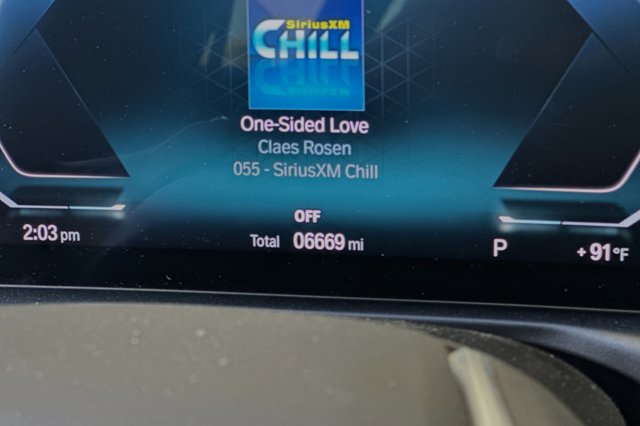 SiriusXM
CHILL
One-Sided Love
Claes Rosen
055 - SiriusXM Chill
OFF
2:03 pm Total 06669 mi P +91°F